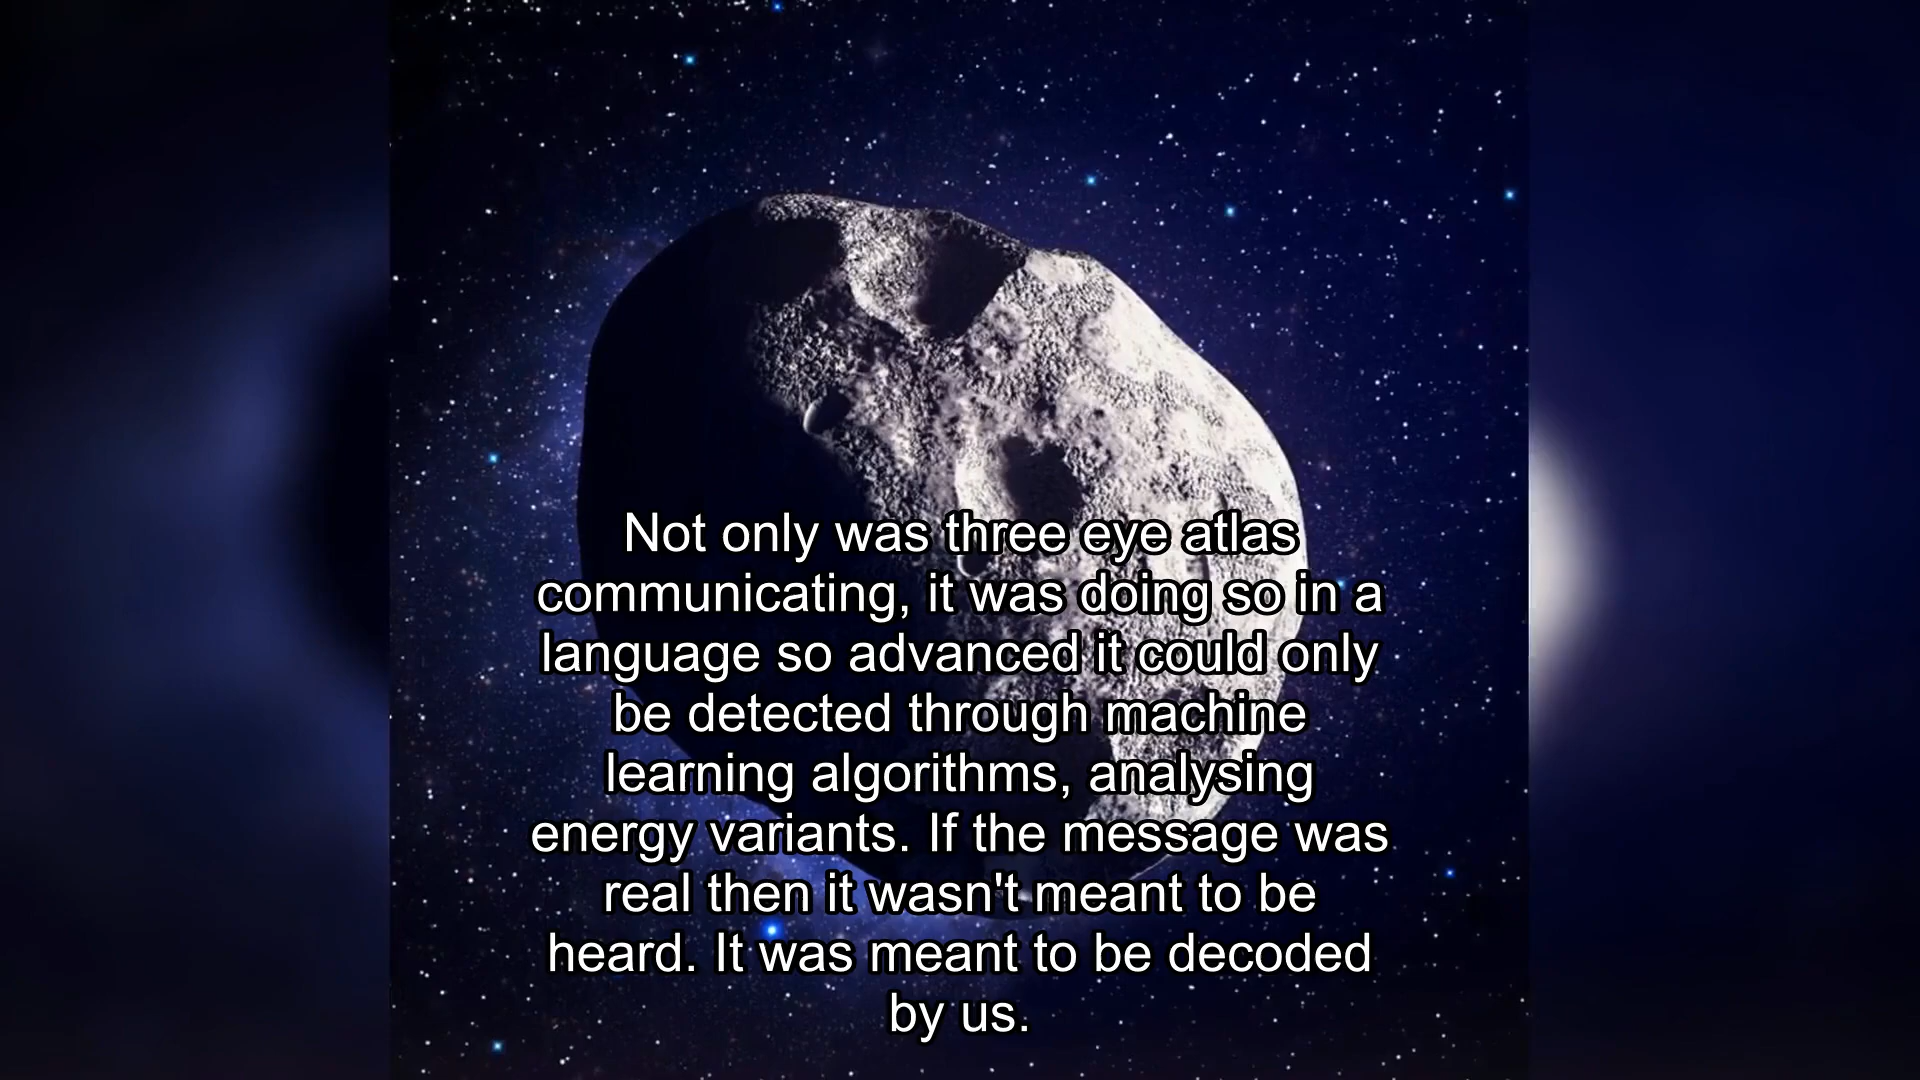 Not only was three eye atlas
communicating, it was doing so in a
language so advanced it could only
be detected through machine
learning algorithms, analysing
energy variants. If the message was
real then it wasn't meant to be
heard. It was meant to be decoded
by us.